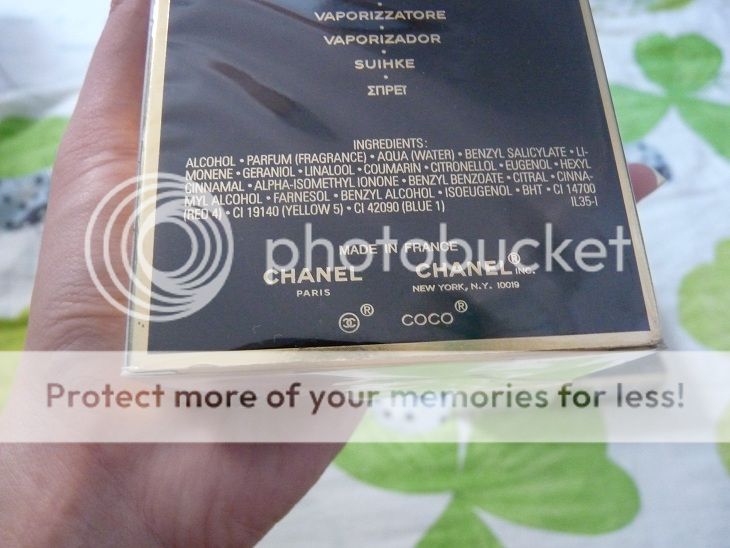 VAPORIZZATORE
VAPORIZADOR
SUIHKE
ΣΠΡΕΪ
INGREDIENTS:
ALCOHOL • PARFUM (FRAGRANCE) • AQUA (WATER) • BENZYL SALICYLATE • LI-
MONENE • GERANIOL • LINALOOL • COUMARIN • CITRONELLOL • EUGENOL • HEXYL
CINNAMAL • ALPHA-ISOMETHYL IONONE • BENZYL BENZOATE • CITRAL • CINNA-
MYL ALCOHOL • FARNESOL • BENZYL ALCOHOL • ISOEUGENOL • BHT • CI 14700
(RED 4) • CI 19140 (YELLOW 5) • CI 42090 (BLUE 1) IL35-I
MADE IN FRANCE
photobucket
CHANEL CHANEL® INC.
PARIS NEW YORK, N.Y. 10019
® COCO®
Protect more of your memories for less!